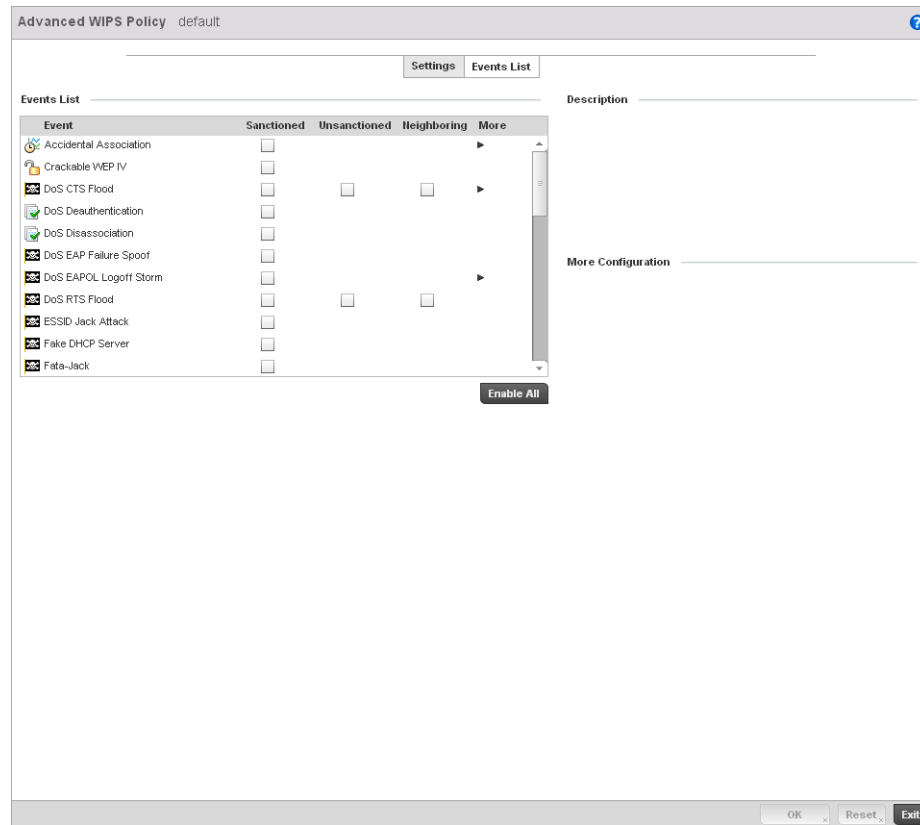 Advanced WIPS Policy default
Settings Events List
Events List
Event Sanctioned Unsanctioned Neighboring More
Accidental Association
Crackable WEP IV
DoS CTS Flood
DoS Deauthentication
DoS Disassociation
DoS EAP Failure Spoof
DoS EAPOL Logoff Storm
DoS RTS Flood
ESSID Jack Attack
Fake DHCP Server
Fata-Jack
Enable All
Description
More Configuration
OK Reset Exit